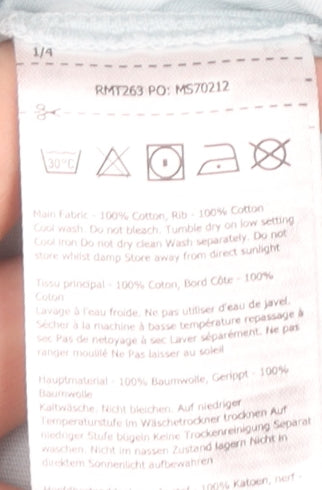 1/4
RMT263 PO: MS70212
30°C
Main Fabric - 100% Cotton, Rib - 100% Cotton
Cool wash. Do not bleach. Tumble dry on low setting
Cool iron Do not dry clean Wash separately. Do not
store whilst damp Store away from direct sunlight
Tissu principal - 100% Coton, Bord Côte - 100%
Coton
Lavage à l'eau froide. Ne pas utiliser d'eau de javel.
Sécher à la machine à basse température repassage à
sec Pas de netoyage à sec Laver séparément. Ne pas
ranger mouillé Ne Pas laisser au soleil
Hauptmaterial - 100% Baumwolle, Gerippt - 100%
Baumwolle
Kaltwäsche. Nicht bleichen. Auf niedriger
Temperaturstufe im Wäschetrockner trocknen Auf
niedriger Stufe bügeln Keine Trockenreinigung Separat
waschen. Nicht im nassen Zustand lagern Nicht in
direktem Sonnenlicht aufbewahren
100% Katoen,